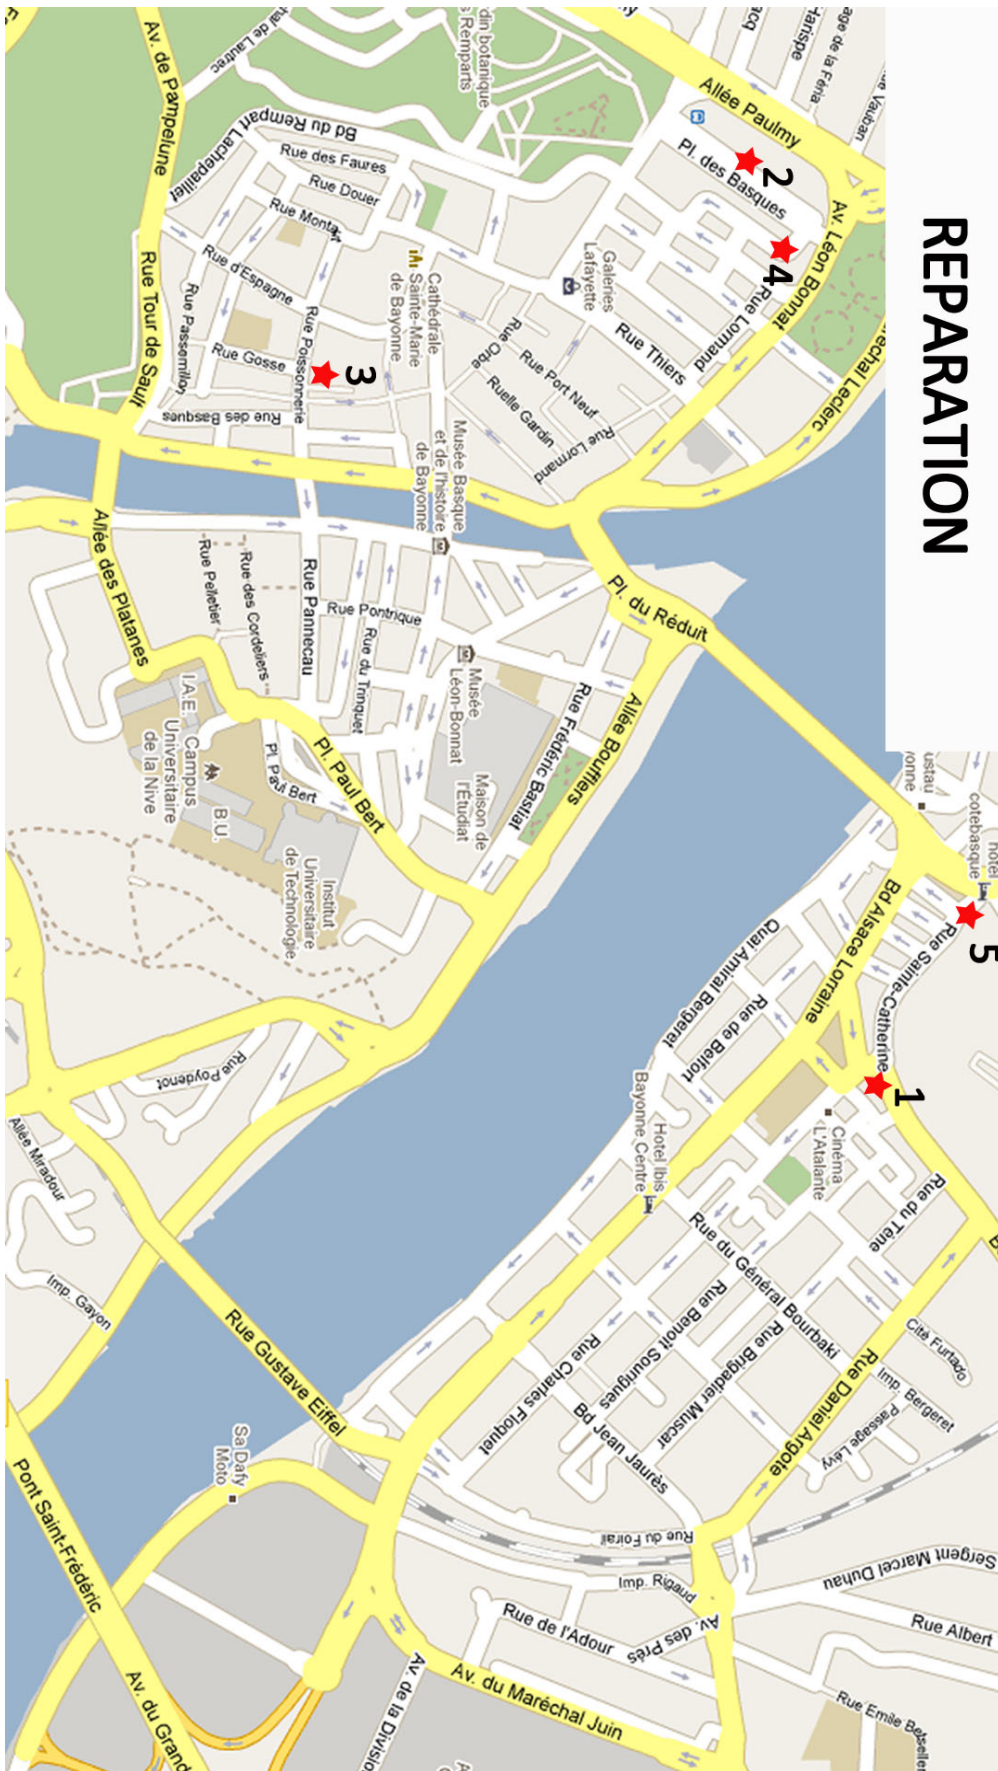 REPARATION
2
4
3
5
1
Allée Paulmy
Pl. des Basques
Av. Léon Bonnat
Rue Lormand
Galeries
Lafayette
Rue Thiers
Rue Port Neuf
Rue Orbe
Ruelle Gardin
Rue Lormand
Av. de Pampelune
Bd du Rempart Lachepaillet
Rue des Faures
Rue Douer
Rue d'Espagne
Rue Passemillon
Rue Gosse
Rue Poissonnerie
Rue des Basques
Rue Tour de Sault
Cathédrale
Sainte-Marie
de Bayonne
Musée Basque
et de l'histoire
de Bayonne
Allée des Platanes
Rue Pelletier
Rue des Cordeliers
Rue Pannecau
Rue Pontrique
Rue du Trinquet
Musée
Léon-Bonnat
Maison de
l'Étudiat
Rue Frédéric Bastiat
Allée Boufflers
Pl. du Réduit
Pl. Paul Bert
Pl. Paul Bert
I.A.E. Campus
Universitaire
de la Nive
B.U.
Institut
Universitaire
de Technologie
Rue Poydenot
Allée Miradour
Imp. Gayon
Rue Gustave Eiffel
Sa Dafy
Moto
Pont Saint-Frédéric
Av. du Grand
hotel
cotebasque
Rue Sainte-Catherine
Bd Alsace Lorraine
Quai Amiral Bergeret
Rue de Belfort
Hotel Ibis
Bayonne Centre
Cinéma
L'Atalante
Rue du Tène
Rue du Général Bourbaki
Rue Benoit Sourigues
Rue Brigadier Muscar
Rue Charles Floquet
Bd Jean Jaurès
Cité Furtado
Imp. Bergeret
Passage Lévy
Rue Daniel Argote
Rue du Foirail
Imp. Rigaud
Sergent Marcel Duhau
Rue Albert
Av. des Prés
Rue de l'Adour
Rue Emile
Av. du Maréchal Juin
Av. de la Divisio